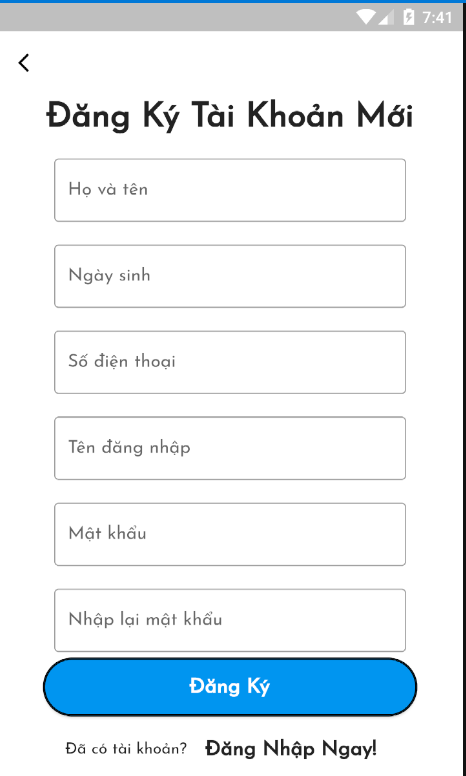 7:41
Đăng Ký Tài Khoản Mới
Họ và tên
Ngày sinh
Số điện thoại
Tên đăng nhập
Mật khẩu
Nhập lại mật khẩu
Đăng Ký
Đã có tài khoản? Đăng Nhập Ngay!